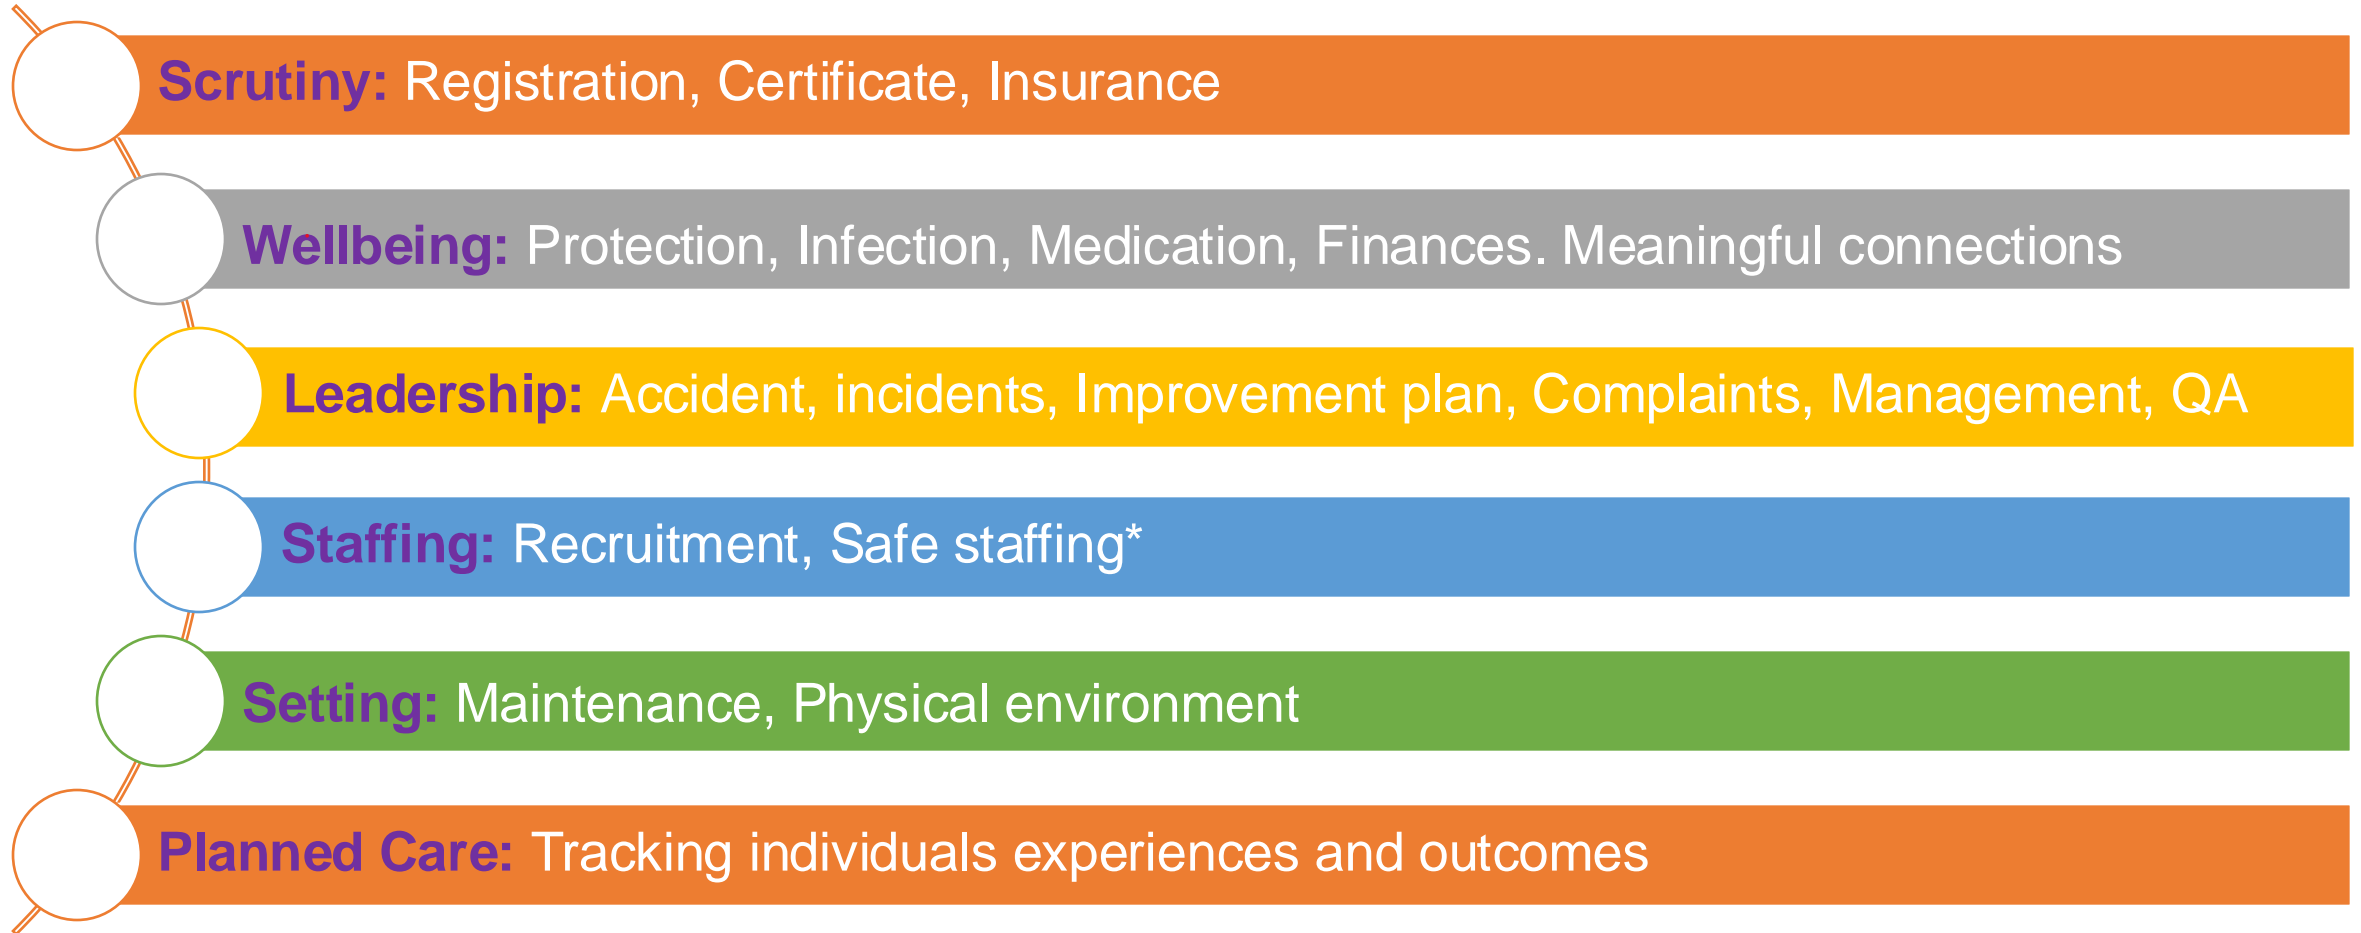 Scrutiny: Registration, Certificate, Insurance
Wellbeing: Protection, Infection, Medication, Finances. Meaningful connections
Leadership: Accident, incidents, Improvement plan, Complaints, Management, QA
Staffing: Recruitment, Safe staffing*
Setting: Maintenance, Physical environment
Planned Care: Tracking individuals experiences and outcomes